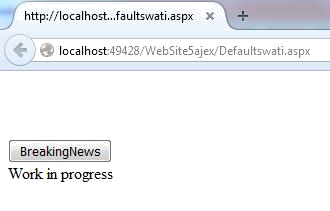 http://localhost...faultswati.aspx
localhost:49428/WebSite5ajex/Defaultswati.aspx
BreakingNews
Work in progress